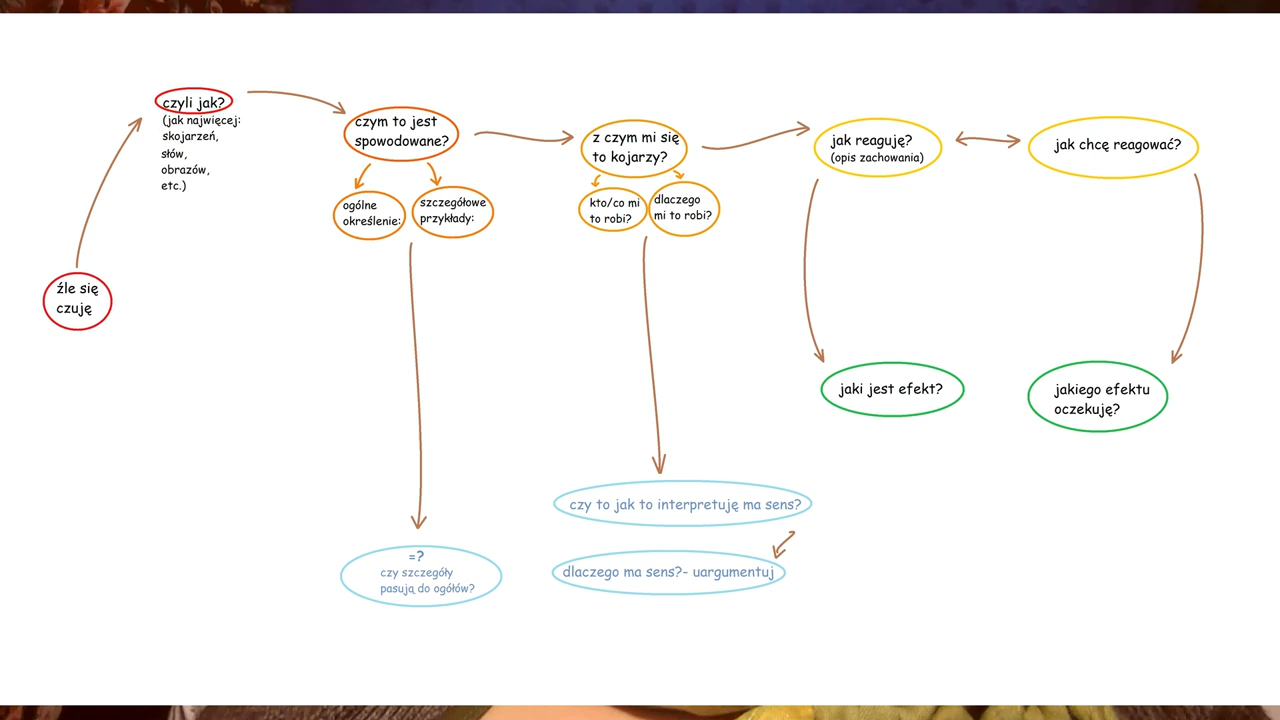 źle się
czuję
czyli jak?
(jak najwięcej:
skojarzeń,
słów,
obrazów,
etc.)
czym to jest
spowodowane?
ogólne
określenie:
szczegółowe
przykłady:
=?
czy szczegóły
pasują do ogółów?
z czym mi się
to kojarzy?
kto/co mi
to robi?
dlaczego
mi to robi?
czy to jak to interpretuję ma sens?
dlaczego ma sens?- uargumentuj
jak reaguję?
(opis zachowania)
jaki jest efekt?
jak chcę reagować?
jakiego efektu
oczekuję?